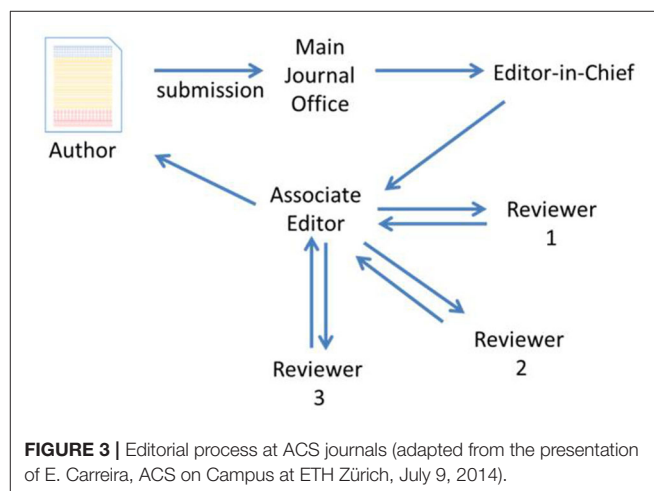 Main
Journal
Office
Editor-in-Chief
submission
Author
Associate
Editor
Reviewer
1
Reviewer
2
Reviewer
3
FIGURE 3 | Editorial process at ACS journals (adapted from the presentation
of E. Carreira, ACS on Campus at ETH Zürich, July 9, 2014).